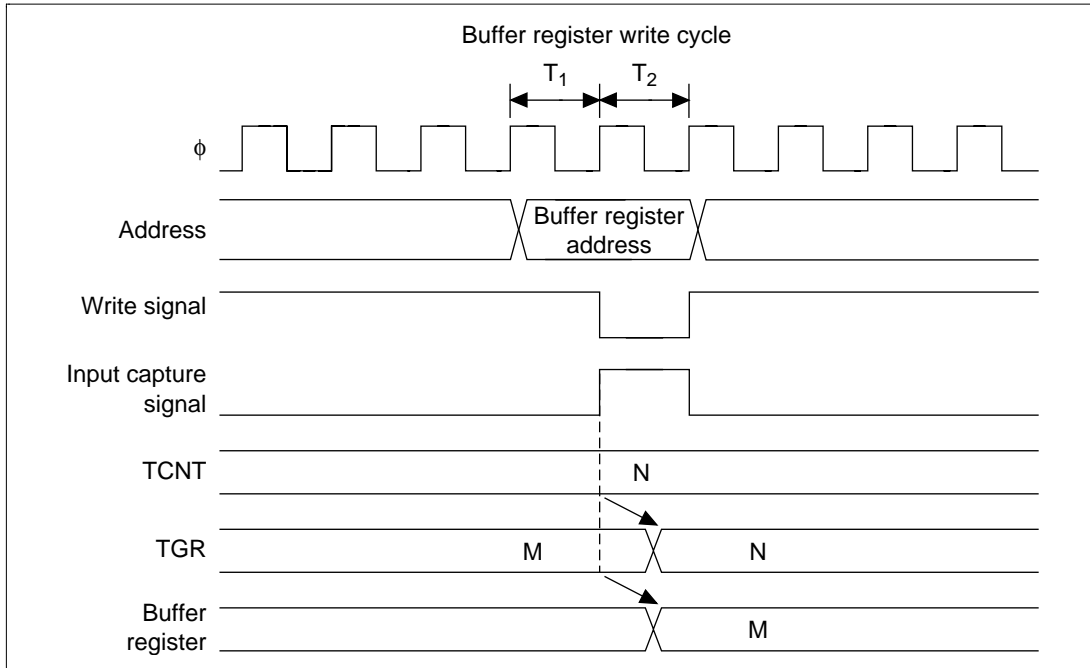 Buffer register write cycle
T1 T2
ϕ
Address
Buffer register
address
Write signal
Input capture
signal
TCNT
N
TGR
M N
Buffer
register
M